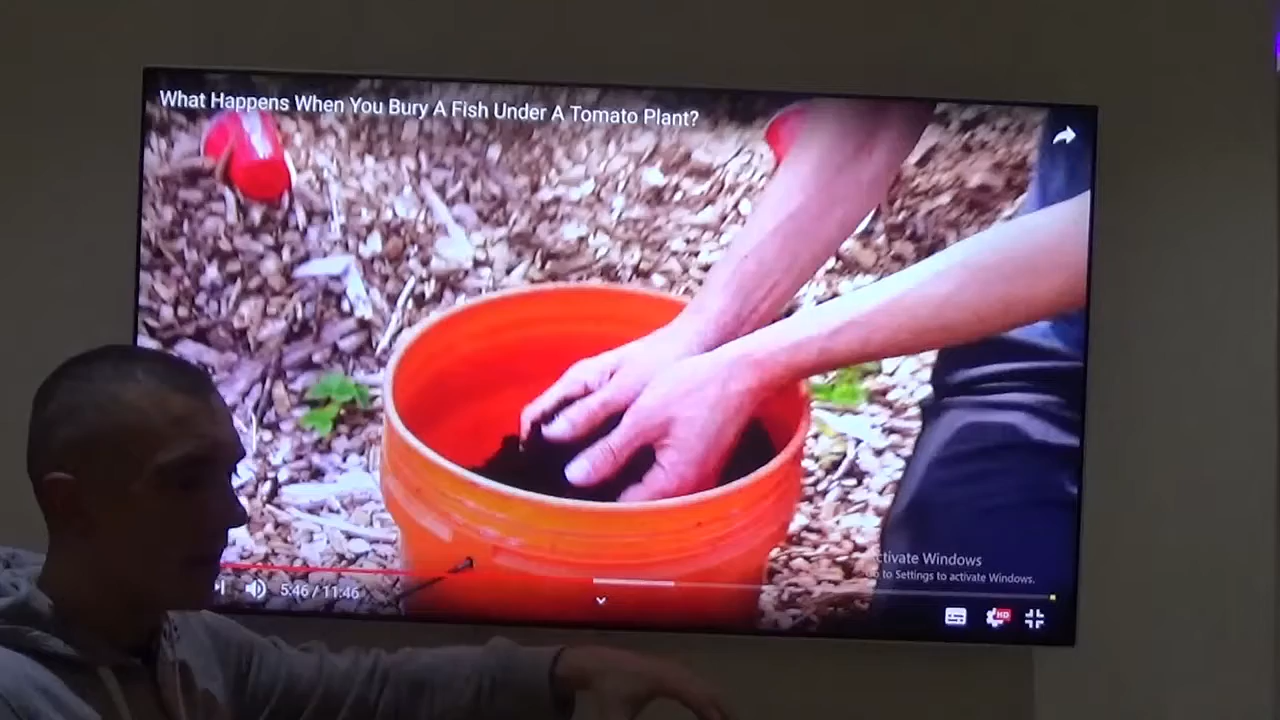 What Happens When You Bury A Fish Under A Tomato Plant?
ctivate Windows
o to Settings to activate Windows.
5:46 / 11:46
HD